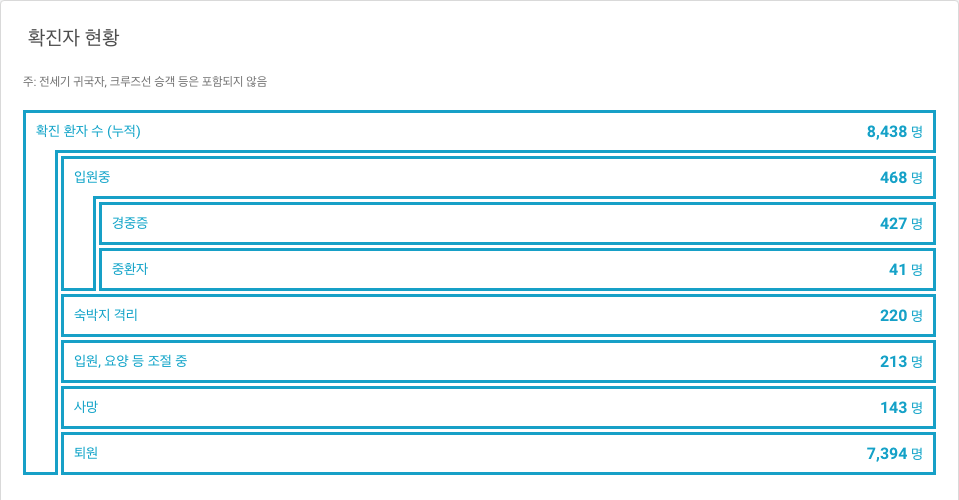 확진자 현황
주: 전세기 귀국자, 크루즈선 승객 등은 포함되지 않음
확진 환자 수 (누적) 8,438 명
입원중 468 명
경중증 427 명
중환자 41 명
숙박지 격리 220 명
입원, 요양 등 조절 중 213 명
사망 143 명
퇴원 7,394 명